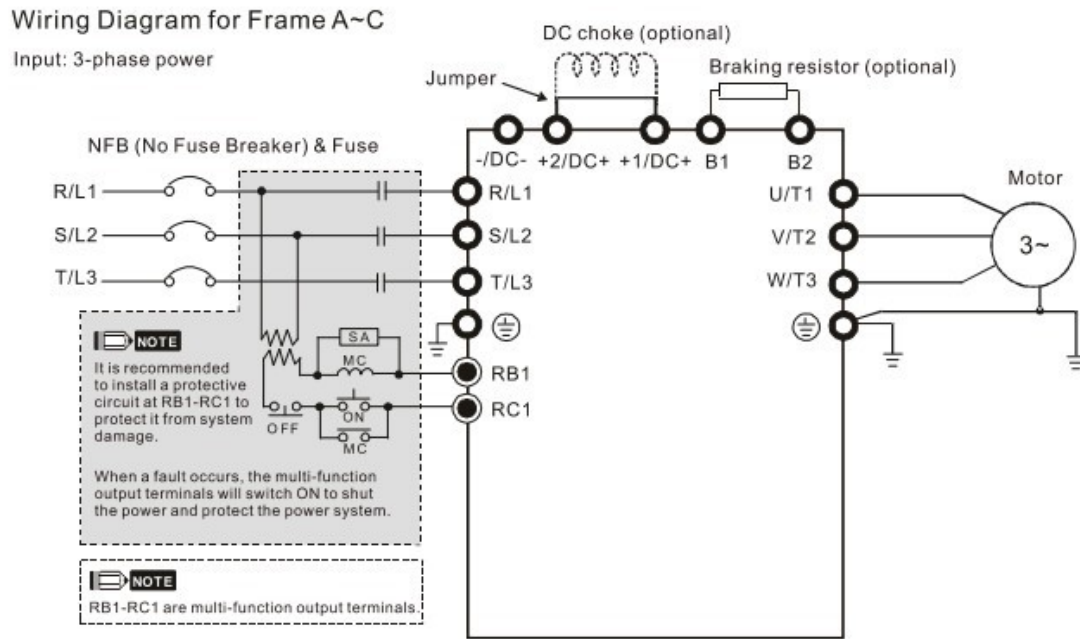 Wiring Diagram for Frame A~C
Input: 3-phase power
DC choke (optional)
Jumper
Braking resistor (optional)
NFB (No Fuse Breaker) & Fuse
-/DC-
+2/DC+
+1/DC+
B1
B2
R/L1
S/L2
T/L3
R/L1
S/L2
T/L3
RB1
RC1
U/T1
V/T2
W/T3
Motor
3~
SA
MC
OFF
ON
MC
NOTE
It is recommended
to install a protective
circuit at RB1-RC1 to
protect it from system
damage.
When a fault occurs, the multi-function
output terminals will switch ON to shut
the power and protect the power system.
NOTE
RB1-RC1 are multi-function output terminals.